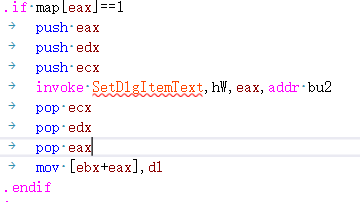 .if map[eax]==1
push eax
push edx
push ecx
invoke SetDlgItemText,hW,eax,addr bu2
pop ecx
pop edx
pop eax
mov [ebx+eax],dl
.endif